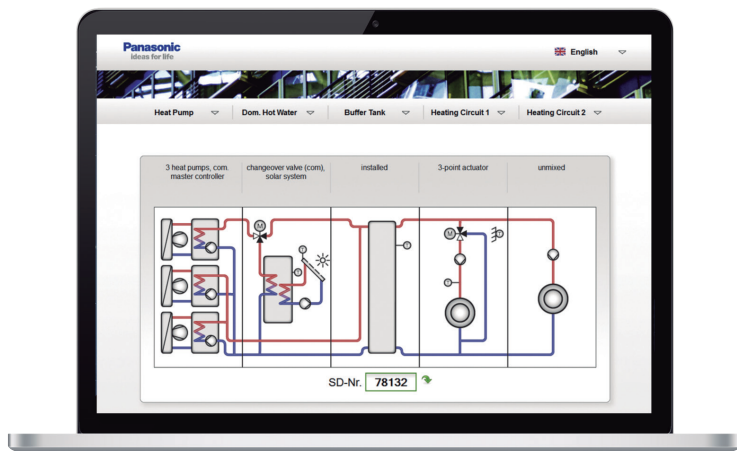 Panasonic
ideas for life
English
Heat Pump
Dom. Hot Water
Buffer Tank
Heating Circuit 1
Heating Circuit 2
3 heat pumps, com.
master controller
changeover valve (com),
solar system
installed
3-point actuator
unmixed
M
T
T
T
M
T
T
SD-Nr. 78132